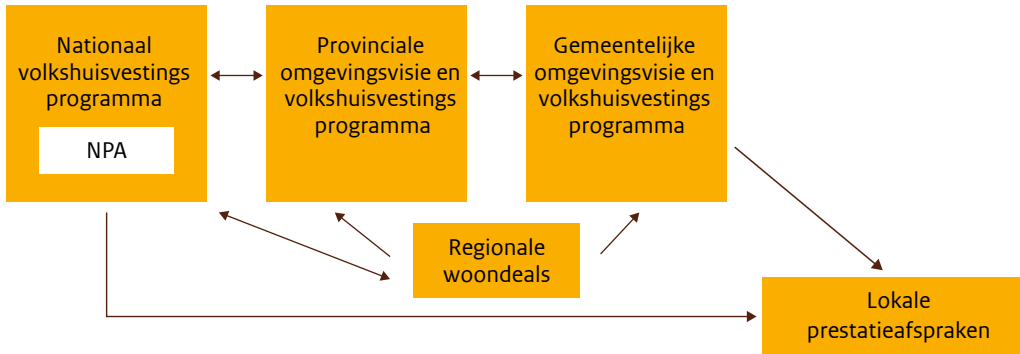 Nationaal
volkshuisvestings
programma
NPA
Provinciale
omgevingsvisie en
volkshuisvestings
programma
Gemeentelijke
omgevingsvisie en
volkshuisvestings
programma
Regionale
woondeals
Lokale
prestatieafspraken